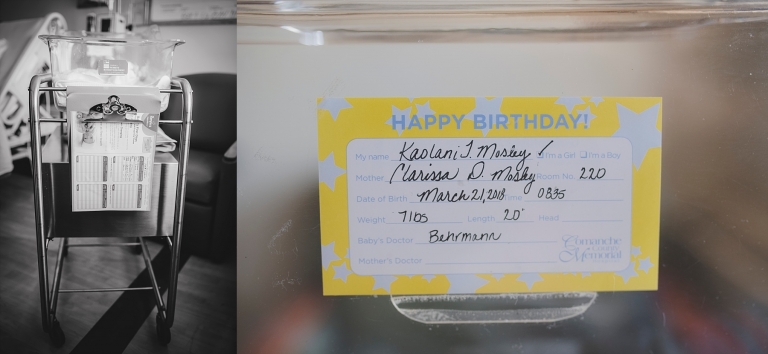 HAPPY BIRTHDAY!
My name Kaolani J. Mosley ✓ I'm a Girl I'm a Boy
Mother Clarissa D. Mosley Room No. 220
Date of Birth March 21, 2018 Time 0835
Weight 7lbs Length 20" Head
Baby's Doctor Behrmann
Mother's Doctor
Comanche
County
Memorial